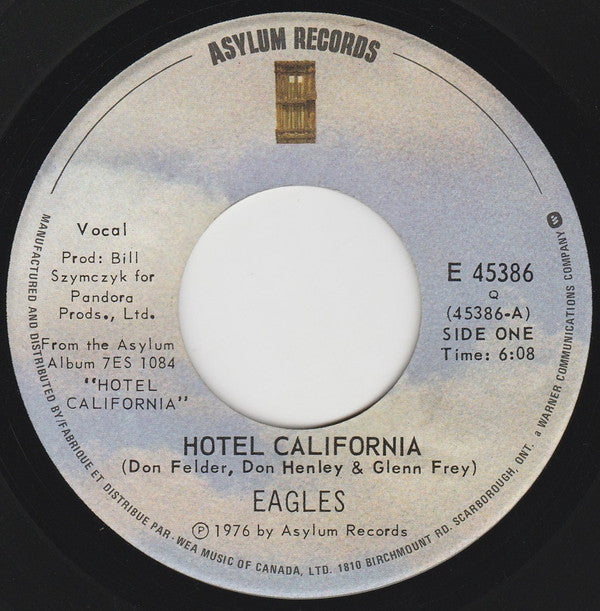 ASYLUM RECORDS
Vocal
Prod: Bill
Szymczyk for
Pandora
Prods., Ltd.
From the Asylum
Album 7ES 1084
"HOTEL
CALIFORNIA"
E 45386
Q
(45386-A)
SIDE ONE
Time: 6:08
HOTEL CALIFORNIA
(Don Felder, Don Henley & Glenn Frey)
EAGLES
Ⓟ 1976 by Asylum Records
MANUFACTURED AND DISTRIBUTED BY/FABRIQUE ET DISTRIBUE PAR - WEA MUSIC OF CANADA, LTD. 1810 BIRCHMOUNT RD. SCARBOROUGH, ONT. a WARNER COMMUNICATIONS COMPANY